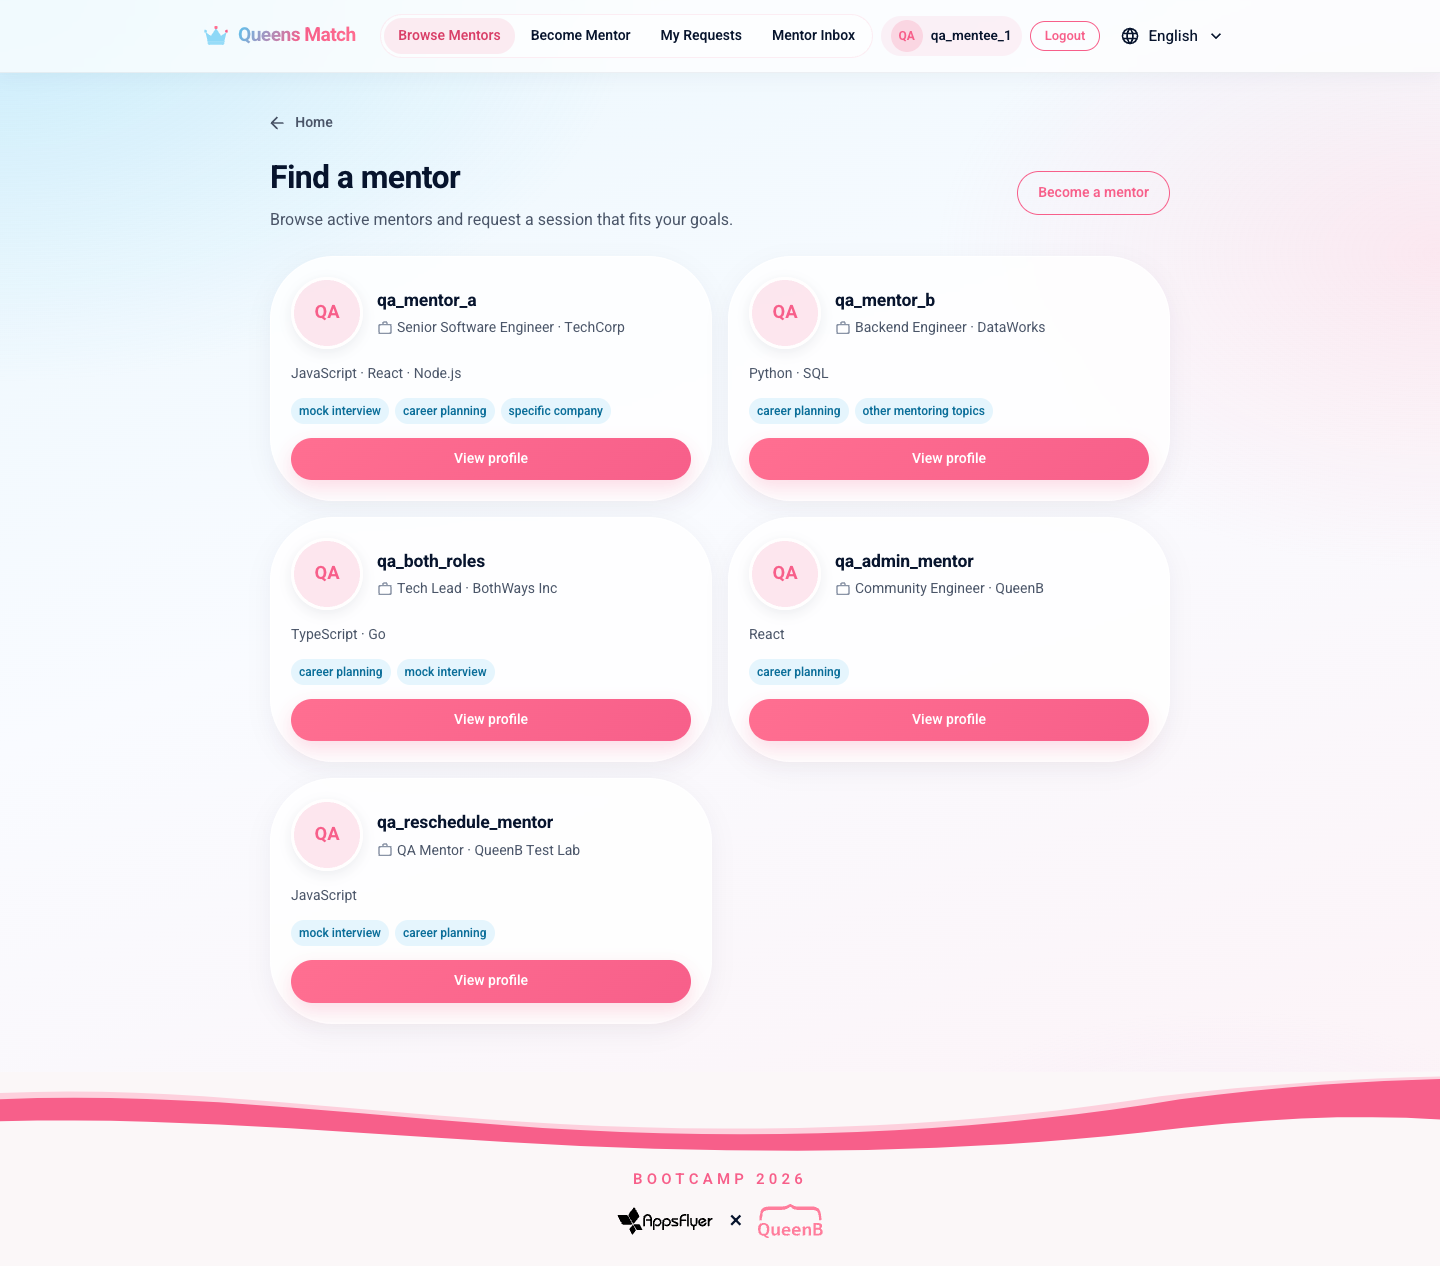 Queens Match
Browse Mentors
Become Mentor
My Requests
Mentor Inbox
QA
qa_mentee_1
Logout
English
Home
Find a mentor
Browse active mentors and request a session that fits your goals.
Become a mentor
QA
qa_mentor_a
Senior Software Engineer · TechCorp
JavaScript · React · Node.js
mock interview
career planning
specific company
View profile
QA
qa_mentor_b
Backend Engineer · DataWorks
Python · SQL
career planning
other mentoring topics
View profile
QA
qa_both_roles
Tech Lead · BothWays Inc
TypeScript · Go
career planning
mock interview
View profile
QA
qa_admin_mentor
Community Engineer · QueenB
React
career planning
View profile
QA
qa_reschedule_mentor
QA Mentor · QueenB Test Lab
JavaScript
mock interview
career planning
View profile
BOOTCAMP 2026
AppsFlyer
×
QueenB